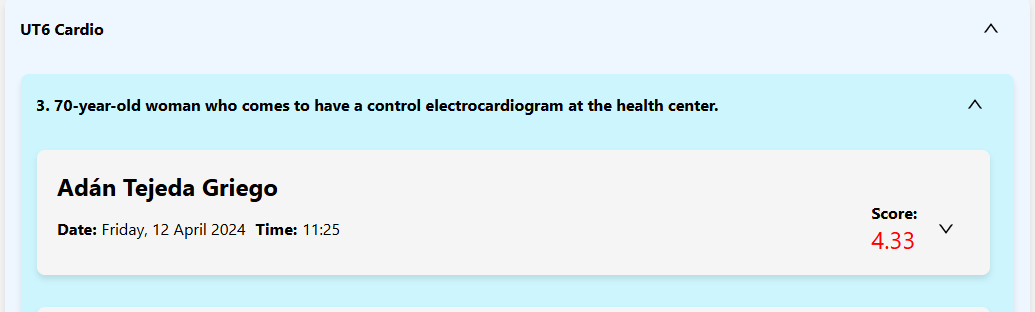 UT6 Cardio
3. 70-year-old woman who comes to have a control electrocardiogram at the health center.
Adán Tejeda Griego
Date: Friday, 12 April 2024 Time: 11:25
Score:
4.33